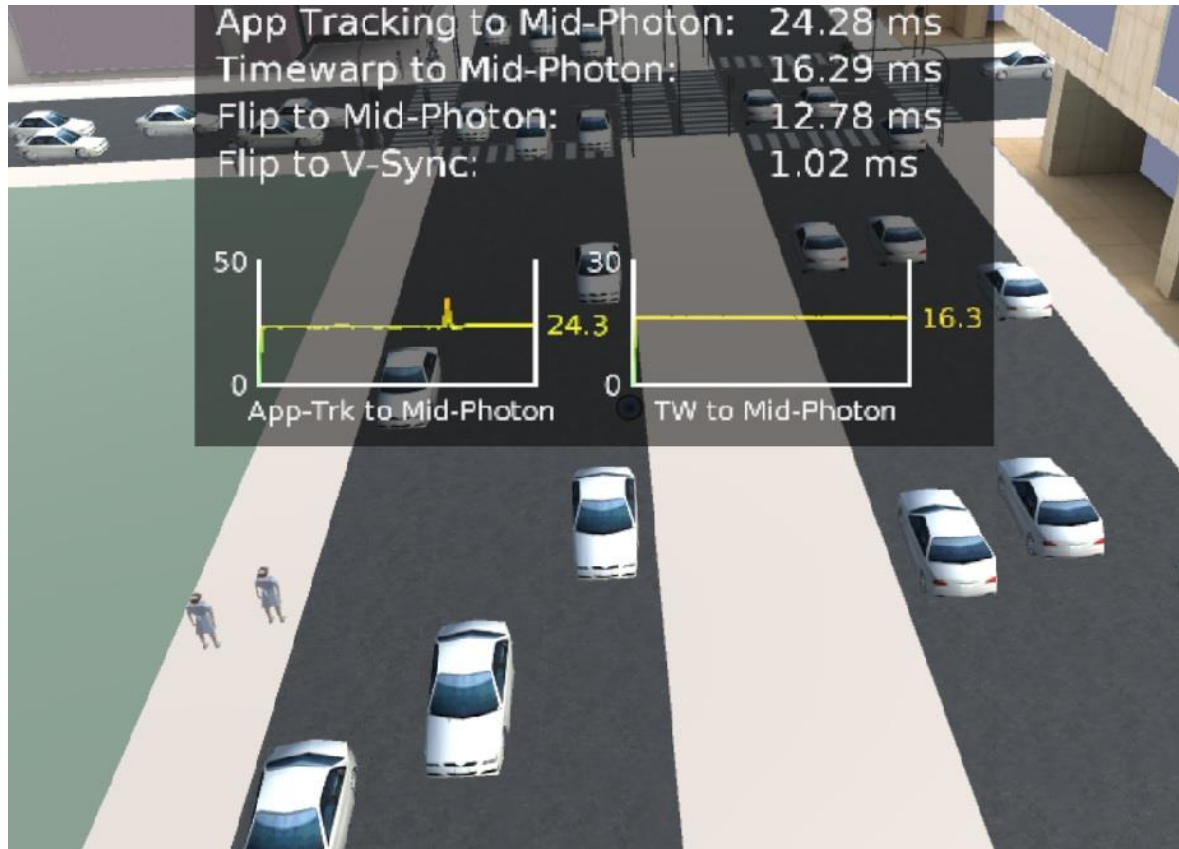 App Tracking to Mid-Photon: 24.28 ms
Timewarp to Mid-Photon: 16.29 ms
Flip to Mid-Photon: 12.78 ms
Flip to V-Sync: 1.02 ms
50 30
24.3 16.3
0 0
App-Trk to Mid-Photon TW to Mid-Photon